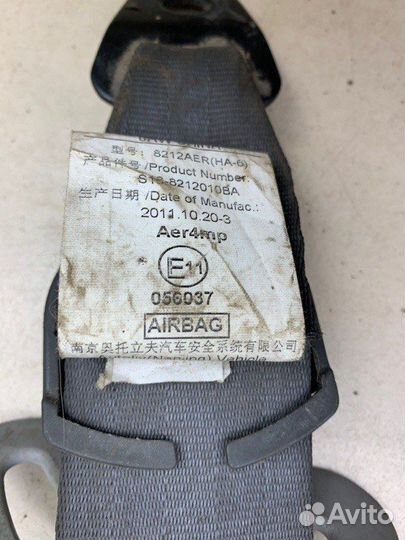 型号: 8212AER(HA-6)
产品件号/Product Number:
S18-8212010BA
生产日期/Date of Manufac.:
2011.10.20-3
Aer4mp
E11
056037
AIRBAG
南京奥托立夫汽车安全系统有限公司
Vehicle
Avito